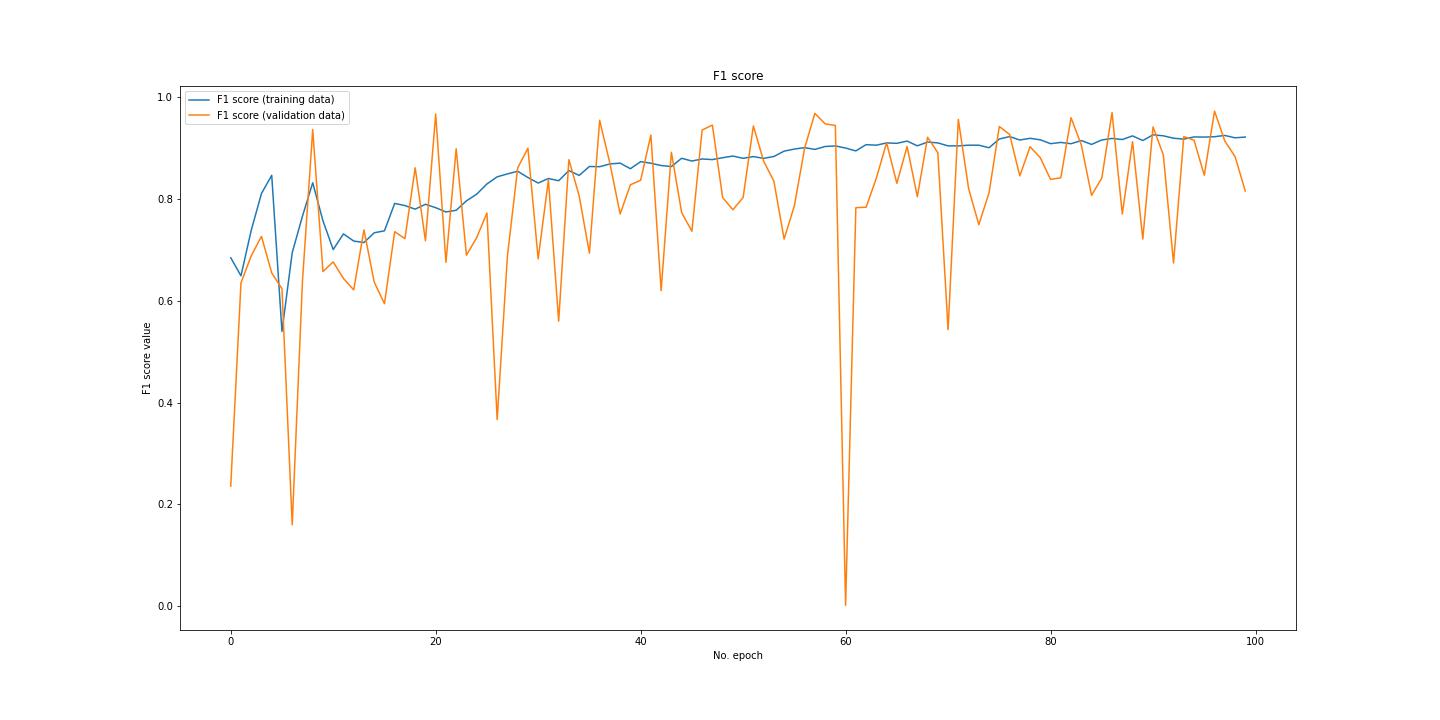 F1 score
F1 score (training data)
F1 score (validation data)
F1 score value
1.0
0.8
0.6
0.4
0.2
0.0
0 20 40 60 80 100
No. epoch